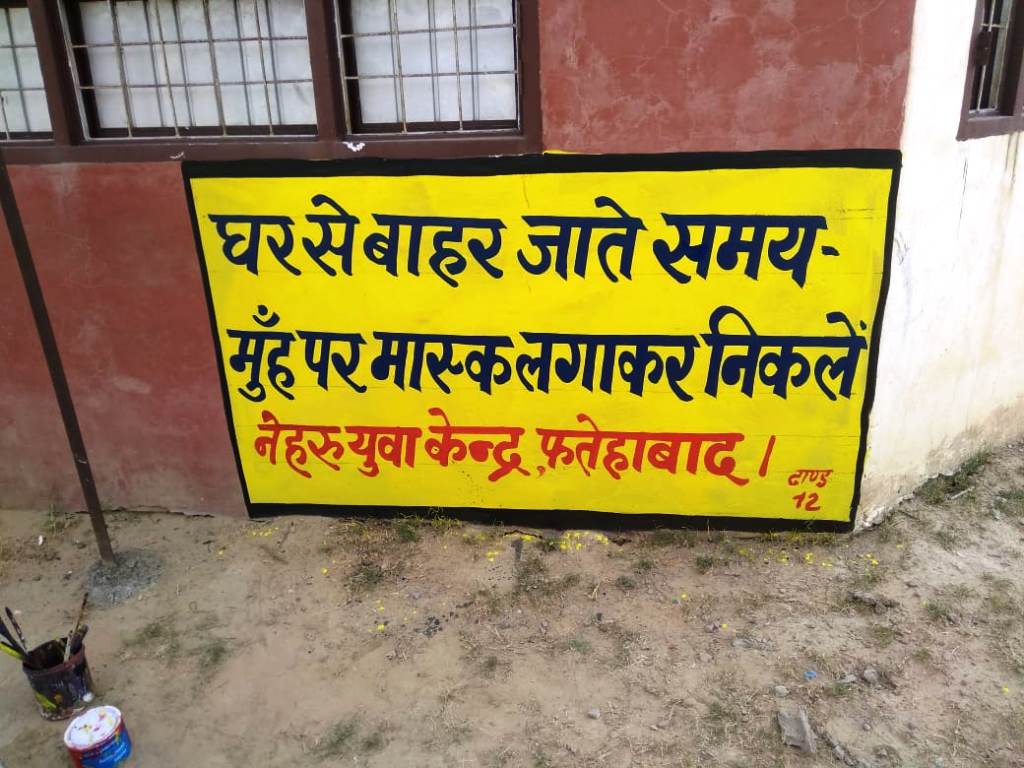 घर से बाहर जाते समय-
मुँह पर मास्क लगाकर निकलें
नेहरु युवा केन्द्र, फ़तेहाबाद ।
ढाण्ड
12